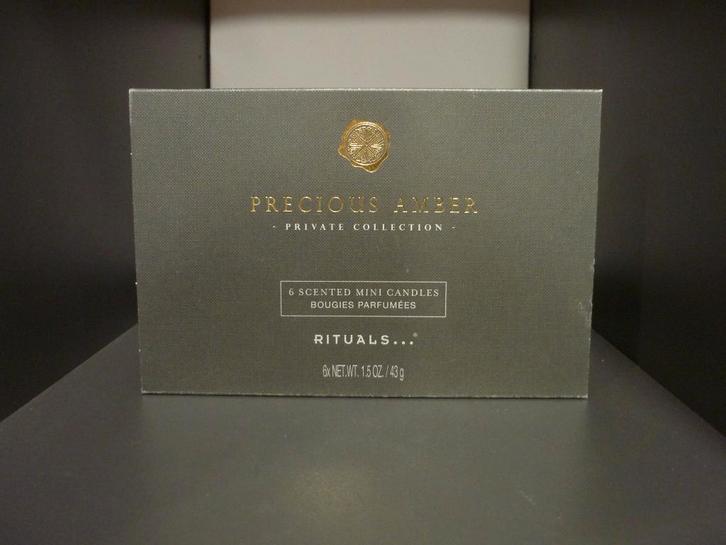 PRECIOUS AMBER
- PRIVATE COLLECTION -
6 SCENTED MINI CANDLES
BOUGIES PARFUMÉES
RITUALS...®
6x NET.WT. 1.5 OZ. / 43 g